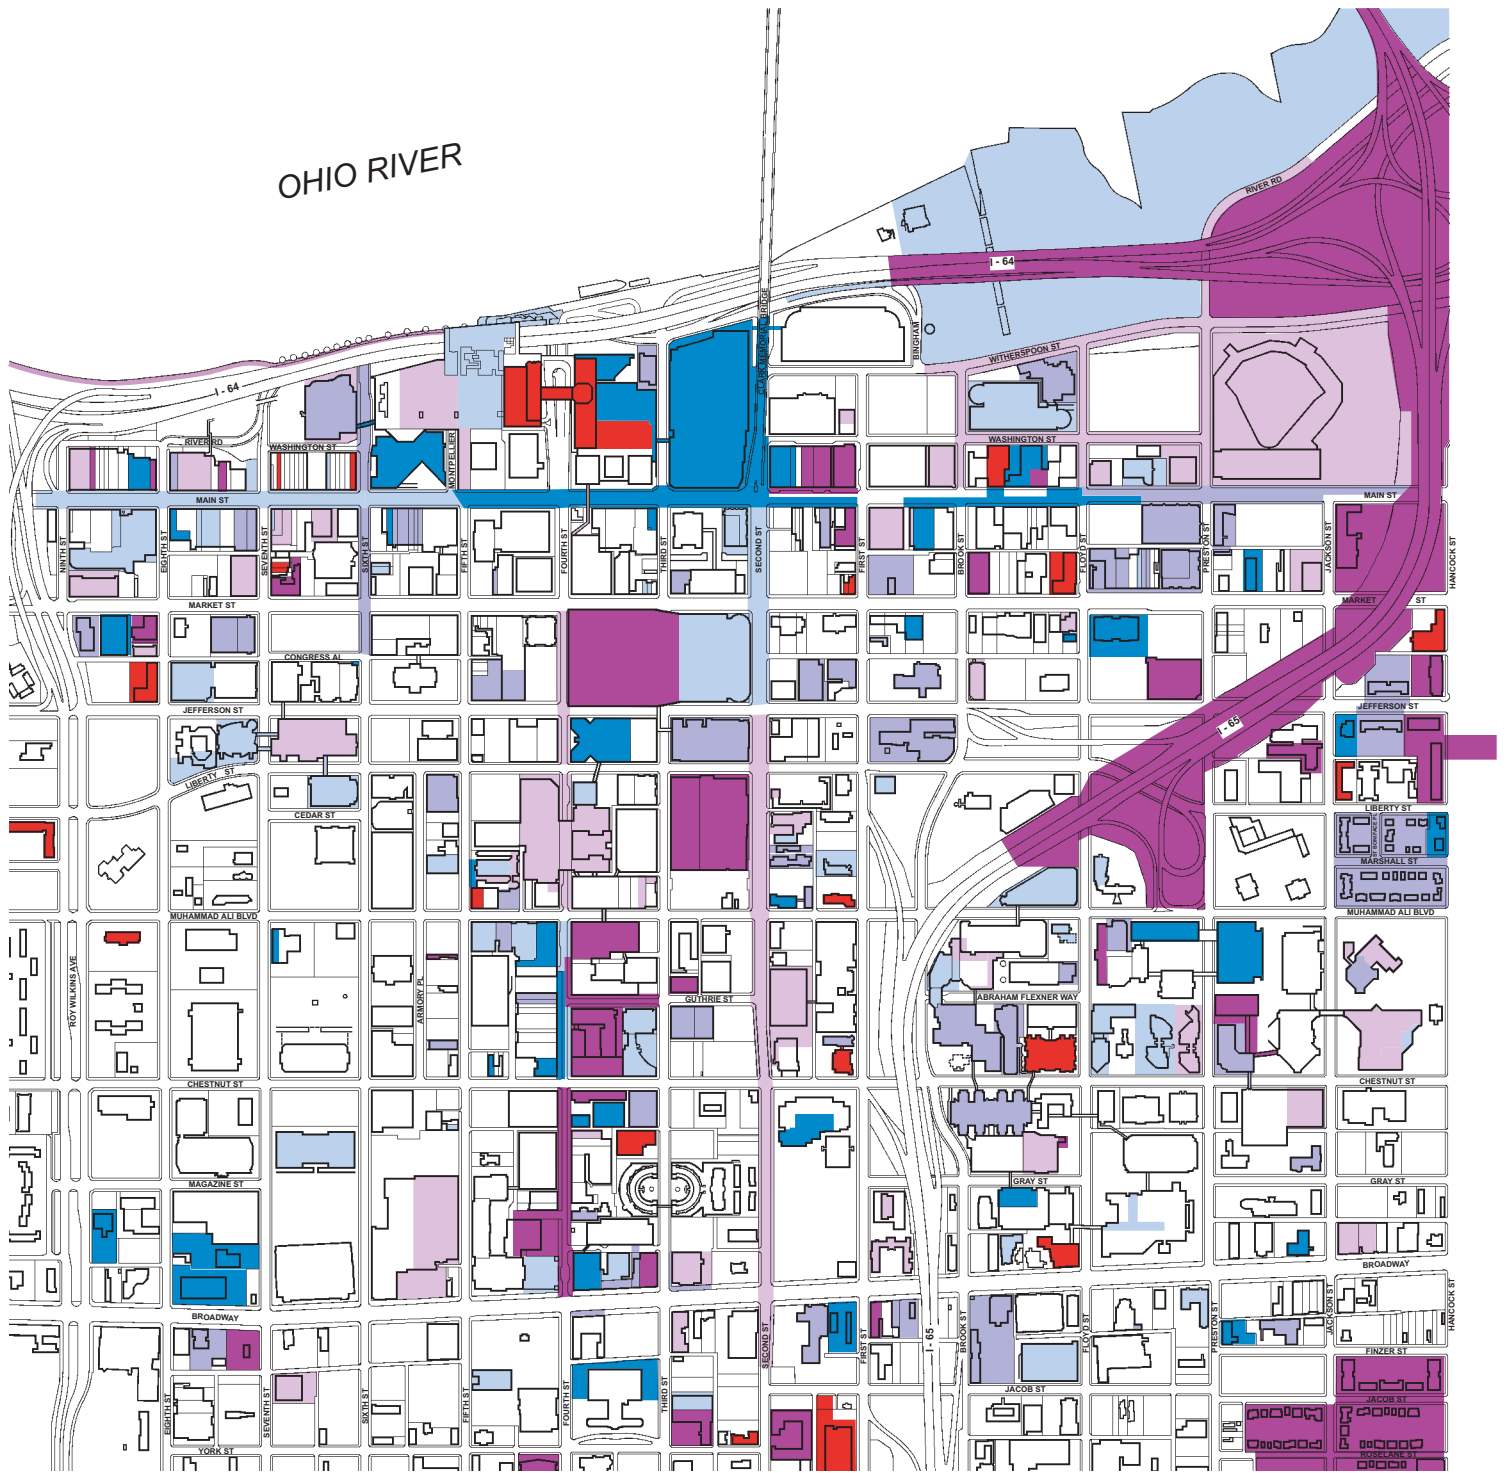 OHIO RIVER
RIVER RD
I - 64
CLARK MEMORIAL BRIDGE
BINGHAM
WITHERSPOON ST
I - 64
RIVER RD
WASHINGTON ST
MONTPELIER
WASHINGTON ST
MAIN ST
MAIN ST
NINTH ST
EIGHTH ST
SEVENTH ST
SIXTH ST
FIFTH ST
FOURTH ST
THIRD ST
SECOND ST
FIRST ST
BROOK ST
FLOYD ST
PRESTON ST
JACKSON ST
HANCOCK ST
MARKET ST
MARKET ST
CONGRESS AL
JEFFERSON ST
JEFFERSON ST
I - 65
LIBERTY ST
CEDAR ST
LIBERTY ST
ST BONIFACE PL
MARSHALL ST
MUHAMMAD ALI BLVD
MUHAMMAD ALI BLVD
ROY WILKINS AVE
ARMORY PL
GUTHRIE ST
ABRAHAM FLEXNER WAY
CHESTNUT ST
CHESTNUT ST
MAGAZINE ST
GRAY ST
GRAY ST
BROADWAY
BROADWAY
EIGHTH ST
SEVENTH ST
SIXTH ST
FIFTH ST
FOURTH ST
THIRD ST
SECOND ST
FIRST ST
I - 65
BROOK ST
FLOYD ST
PRESTON ST
JACKSON ST
HANCOCK ST
FINZER ST
JACOB ST
JACOB ST
YORK ST
ROSELANE ST